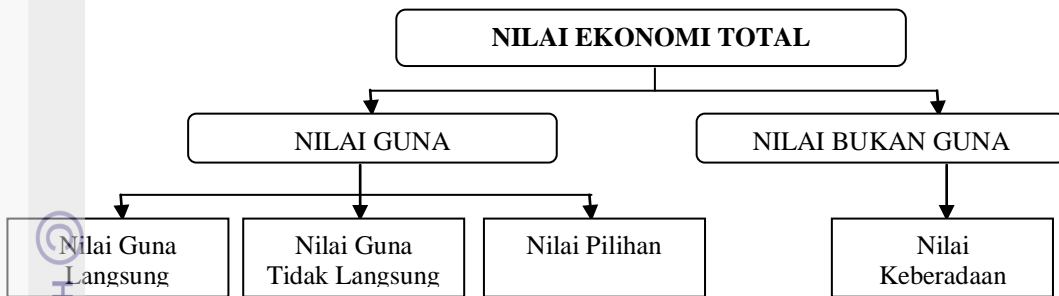 NILAI EKONOMI TOTAL
NILAI GUNA
NILAI BUKAN GUNA
Nilai Guna
Langsung
Nilai Guna
Tidak Langsung
Nilai Pilihan
Nilai
Keberadaan
©
H